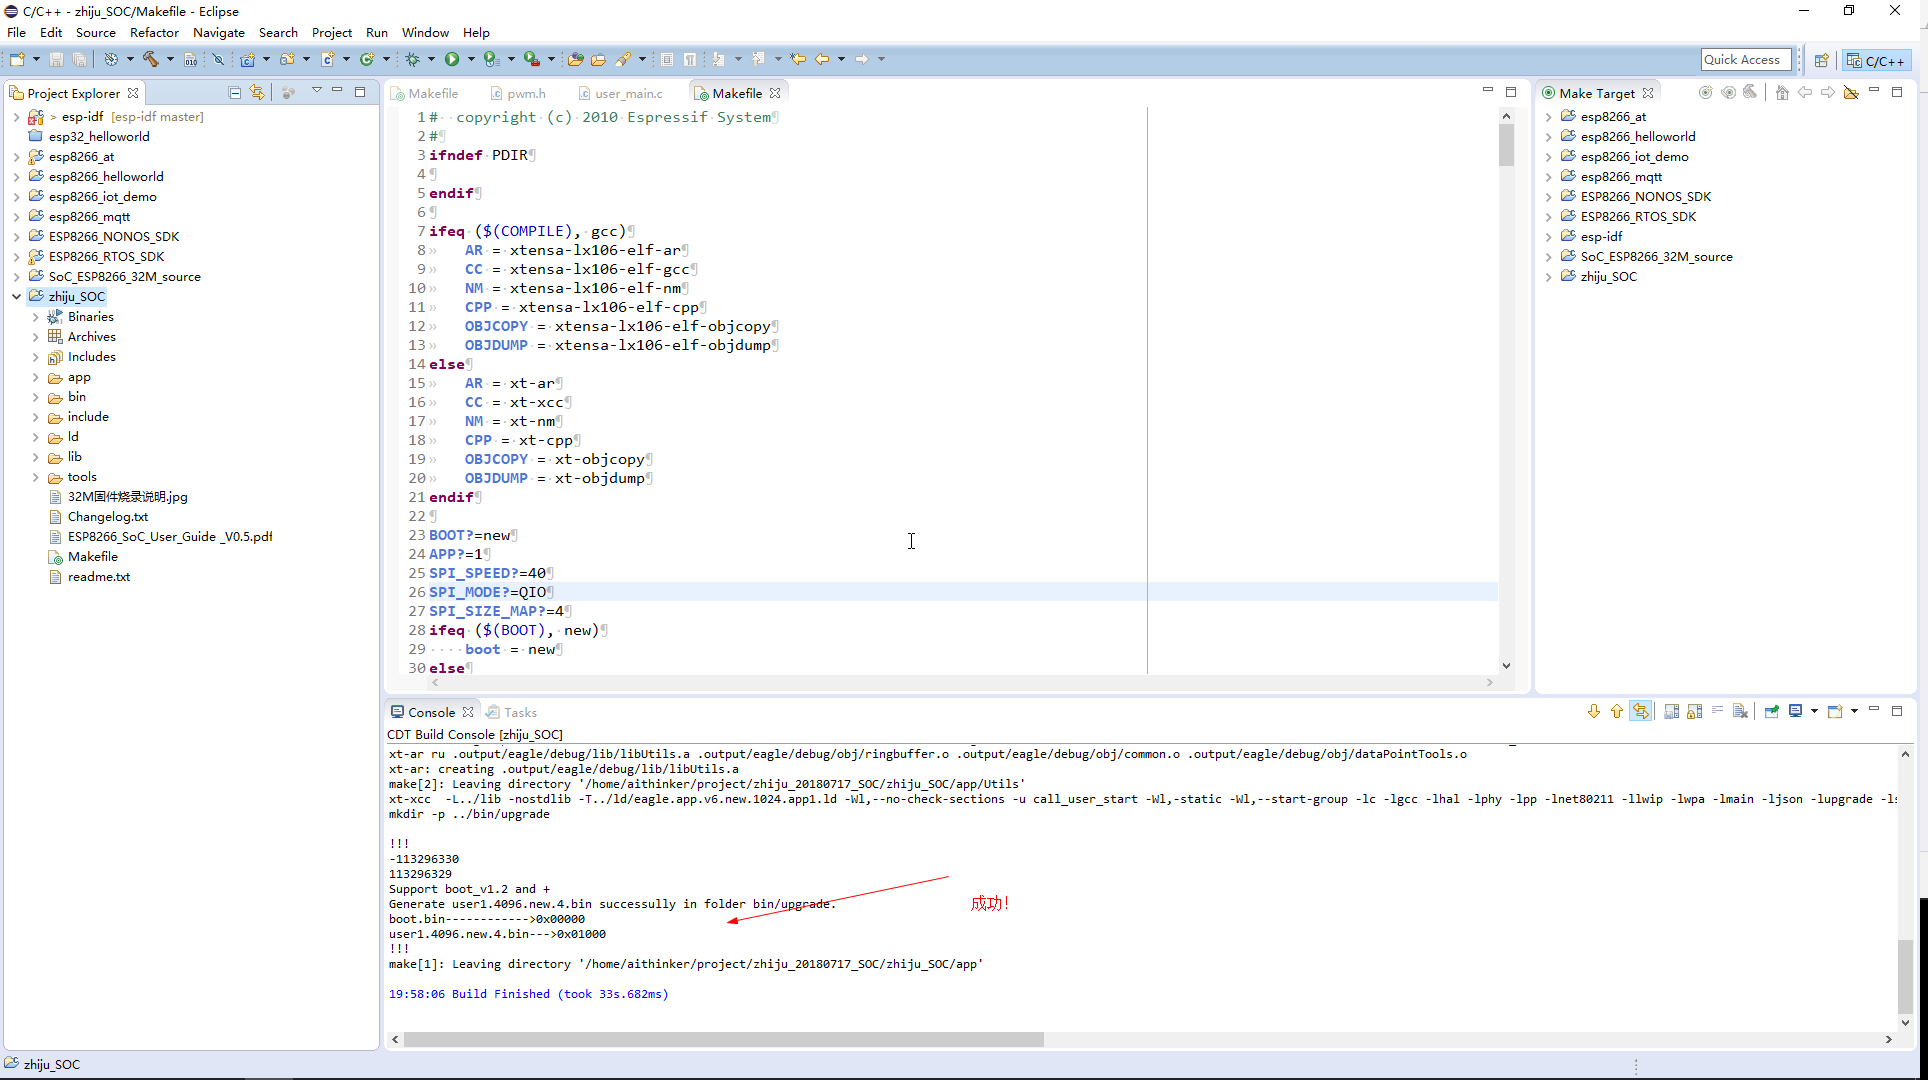 C/C++ - zhiju_SOC/Makefile - Eclipse
File Edit Source Refactor Navigate Search Project Run Window Help
Quick Access
C/C++
Project Explorer
> esp-idf [esp-idf master]
esp32_helloworld
esp8266_at
esp8266_helloworld
esp8266_iot_demo
esp8266_mqtt
ESP8266_NONOS_SDK
ESP8266_RTOS_SDK
SoC_ESP8266_32M_source
zhiju_SOC
Binaries
Archives
Includes
app
bin
include
ld
lib
tools
32M固件烧录说明.jpg
Changelog.txt
ESP8266_SoC_User_Guide _V0.5.pdf
Makefile
readme.txt
Makefile pwm.h user_main.c Makefile
1 #  copyright (c) 2010 Espressif System
2 #
3 ifndef PDIR
4
5 endif
6
7 ifeq ($(COMPILE), gcc)
8 AR = xtensa-lx106-elf-ar
9 CC = xtensa-lx106-elf-gcc
10 NM = xtensa-lx106-elf-nm
11 CPP = xtensa-lx106-elf-cpp
12 OBJCOPY = xtensa-lx106-elf-objcopy
13 OBJDUMP = xtensa-lx106-elf-objdump
14 else
15 AR = xt-ar
16 CC = xt-xcc
17 NM = xt-nm
18 CPP = xt-cpp
19 OBJCOPY = xt-objcopy
20 OBJDUMP = xt-objdump
21 endif
22
23 BOOT?=new
24 APP?=1
25 SPI_SPEED?=40
26 SPI_MODE?=QIO
27 SPI_SIZE_MAP?=4
28 ifeq ($(BOOT), new)
29 boot = new
30 else
Make Target
esp8266_at
esp8266_helloworld
esp8266_iot_demo
esp8266_mqtt
ESP8266_NONOS_SDK
ESP8266_RTOS_SDK
esp-idf
SoC_ESP8266_32M_source
zhiju_SOC
Console Tasks
CDT Build Console [zhiju_SOC]
xt-ar ru .output/eagle/debug/lib/libUtils.a .output/eagle/debug/obj/ringbuffer.o .output/eagle/debug/obj/common.o .output/eagle/debug/obj/dataPointTools.o
xt-ar: creating .output/eagle/debug/lib/libUtils.a
make[2]: Leaving directory '/home/aithinker/project/zhiju_20180717_SOC/zhiju_SOC/app/Utils'
xt-xcc  -L../lib -nostdlib -T../ld/eagle.app.v6.new.1024.app1.ld -Wl,--no-check-sections -u call_user_start -Wl,-static -Wl,--start-group -lc -lgcc -lhal -lphy -lpp -lnet80211 -llwip -lwpa -lmain -ljson -lupgrade -ls
mkdir -p ../bin/upgrade
!!!
-113296330
113296329
Support boot_v1.2 and +
Generate user1.4096.new.4.bin successully in folder bin/upgrade.
成功!
boot.bin------------>0x00000
user1.4096.new.4.bin--->0x01000
!!!
make[1]: Leaving directory '/home/aithinker/project/zhiju_20180717_SOC/zhiju_SOC/app'
19:58:06 Build Finished (took 33s.682ms)
zhiju_SOC